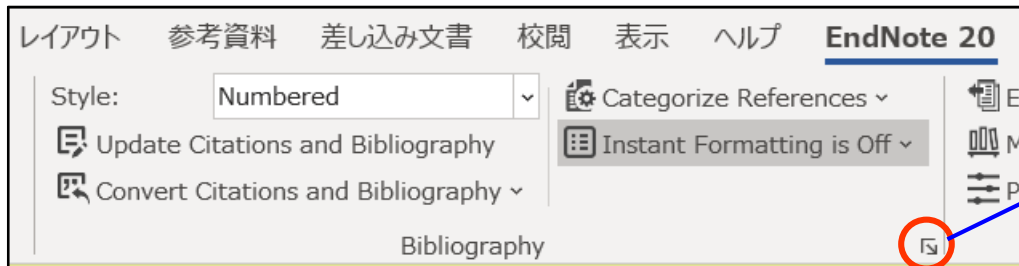 レイアウト 参考資料 差し込み文書 校閲 表示 ヘルプ EndNote 20
Style: Numbered Categorize References E
Update Citations and Bibliography Instant Formatting is Off M
Convert Citations and Bibliography P
Bibliography